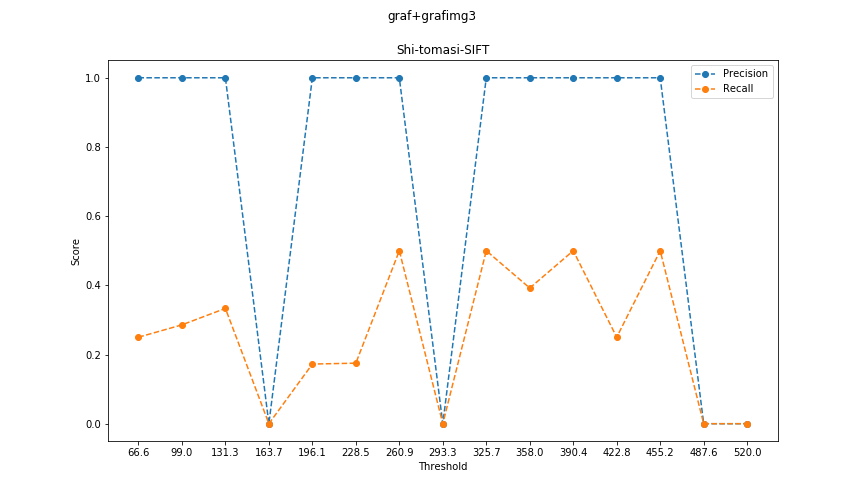 graf+grafimg3
Shi-tomasi-SIFT
Precision
Recall
Score
1.0
0.8
0.6
0.4
0.2
0.0
66.6 99.0 131.3 163.7 196.1 228.5 260.9 293.3 325.7 358.0 390.4 422.8 455.2 487.6 520.0
Threshold